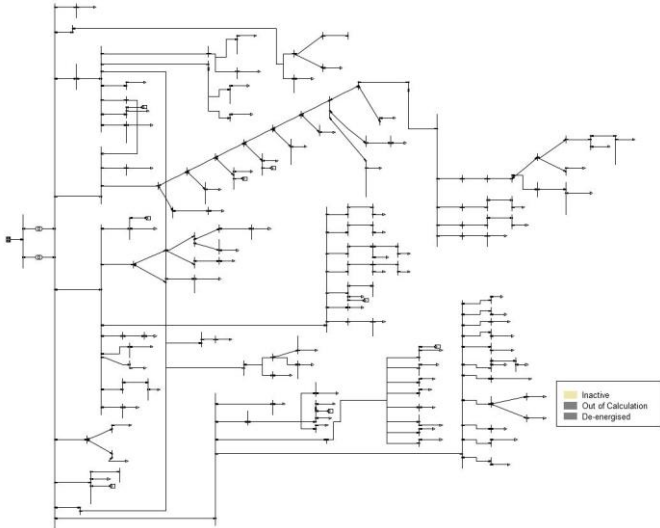 Inactive
Out of Calculation
De-energised